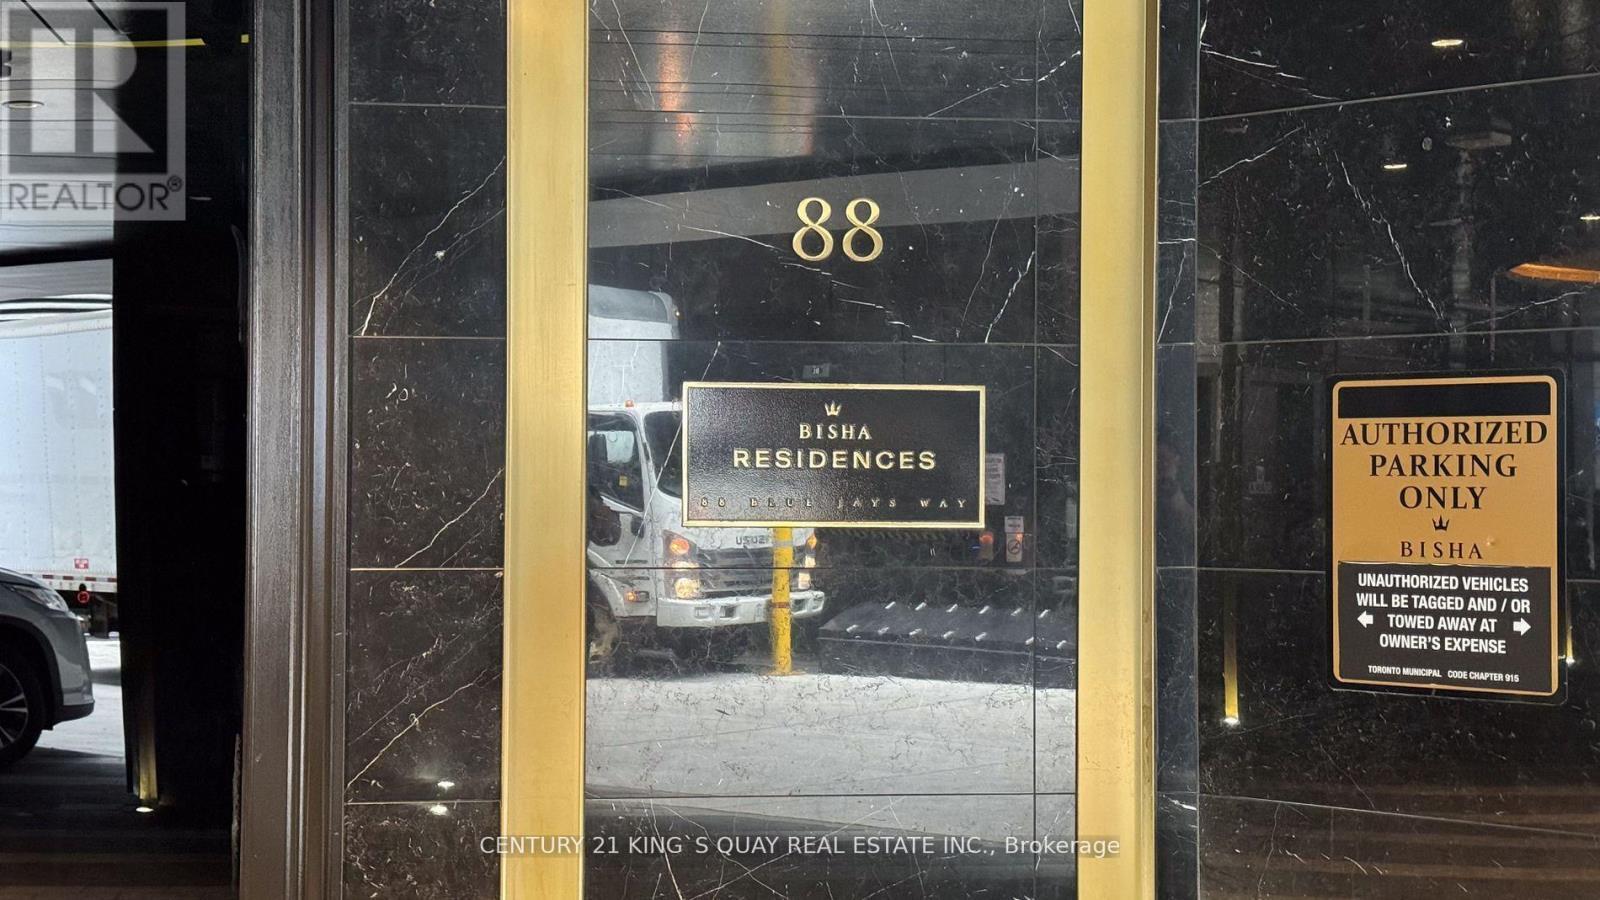 REALTOR®
88
BISHA
RESIDENCES
88 BLUE JAYS WAY
ISUZU
AUTHORIZED
PARKING
ONLY
BISHA
UNAUTHORIZED VEHICLES
WILL BE TAGGED AND / OR
TOWED AWAY AT
OWNER'S EXPENSE
TORONTO MUNICIPAL CODE CHAPTER 915
CENTURY 21 KING`S QUAY REAL ESTATE INC., Brokerage